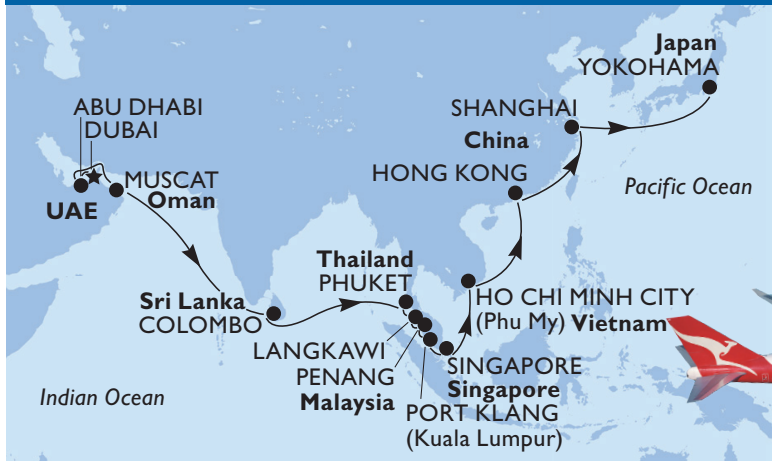 Japan
YOKOHAMA
SHANGHAI
China
HONG KONG
Pacific Ocean
ABU DHABI
DUBAI
MUSCAT
Oman
UAE
Thailand
PHUKET
Sri Lanka
COLOMBO
HO CHI MINH CITY
(Phu My) Vietnam
LANGKAWI
PENANG
Malaysia
SINGAPORE
Singapore
PORT KLANG
(Kuala Lumpur)
Indian Ocean